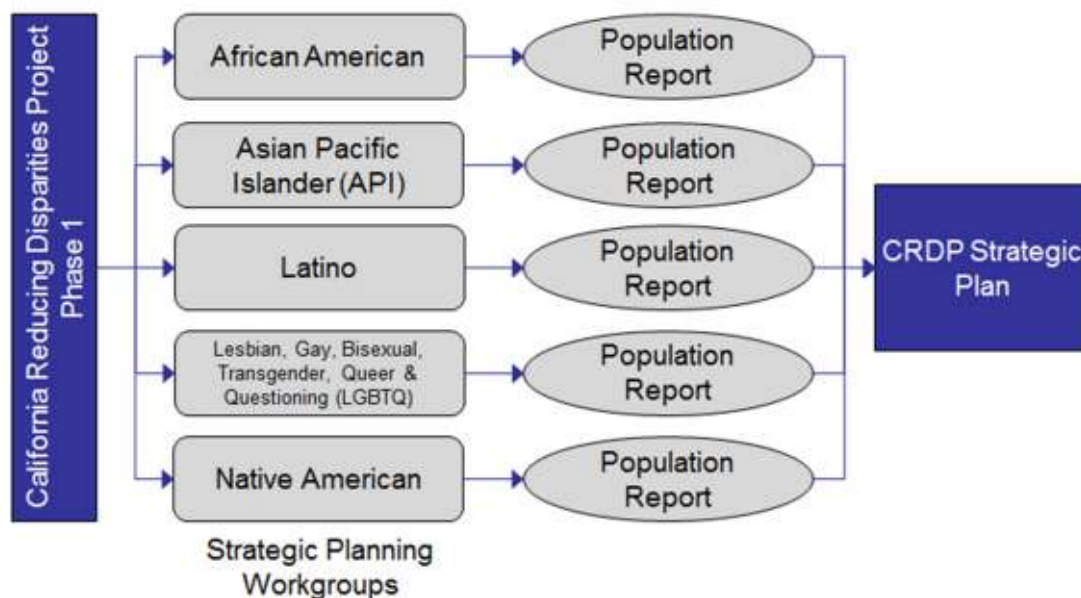 California Reducing Disparities Project
Phase 1
African American
Population
Report
Asian Pacific
Islander (API)
Population
Report
Latino
Population
Report
Lesbian, Gay, Bisexual,
Transgender, Queer &
Questioning (LGBTQ)
Population
Report
Native American
Population
Report
CRDP Strategic
Plan
Strategic Planning
Workgroups